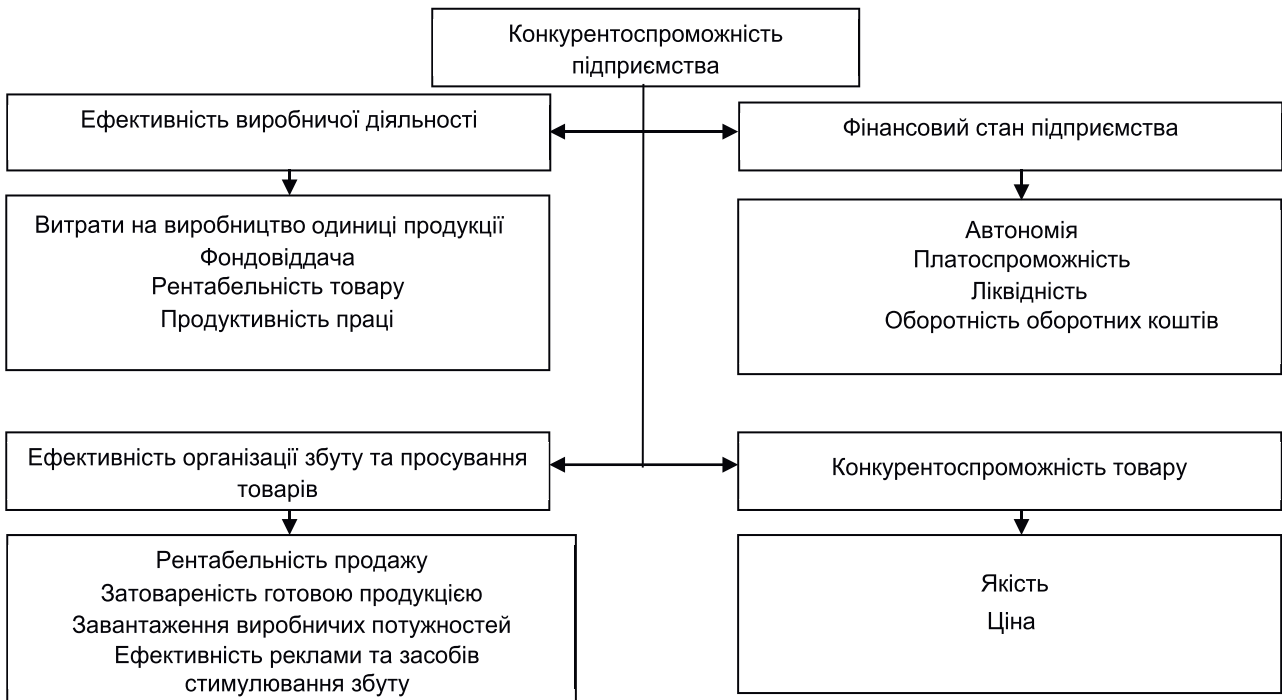 Конкурентоспроможність
підприємства
Ефективність виробничої діяльності
Фінансовий стан підприємства
Витрати на виробництво одиниці продукції
Фондовіддача
Рентабельність товару
Продуктивність праці
Автономія
Платоспроможність
Ліквідність
Оборотність оборотних коштів
Ефективність організації збуту та просування
товарів
Конкурентоспроможність товару
Рентабельність продажу
Затовареність готовою продукцією
Завантаження виробничих потужностей
Ефективність реклами та засобів
стимулювання збуту
Якість
Ціна